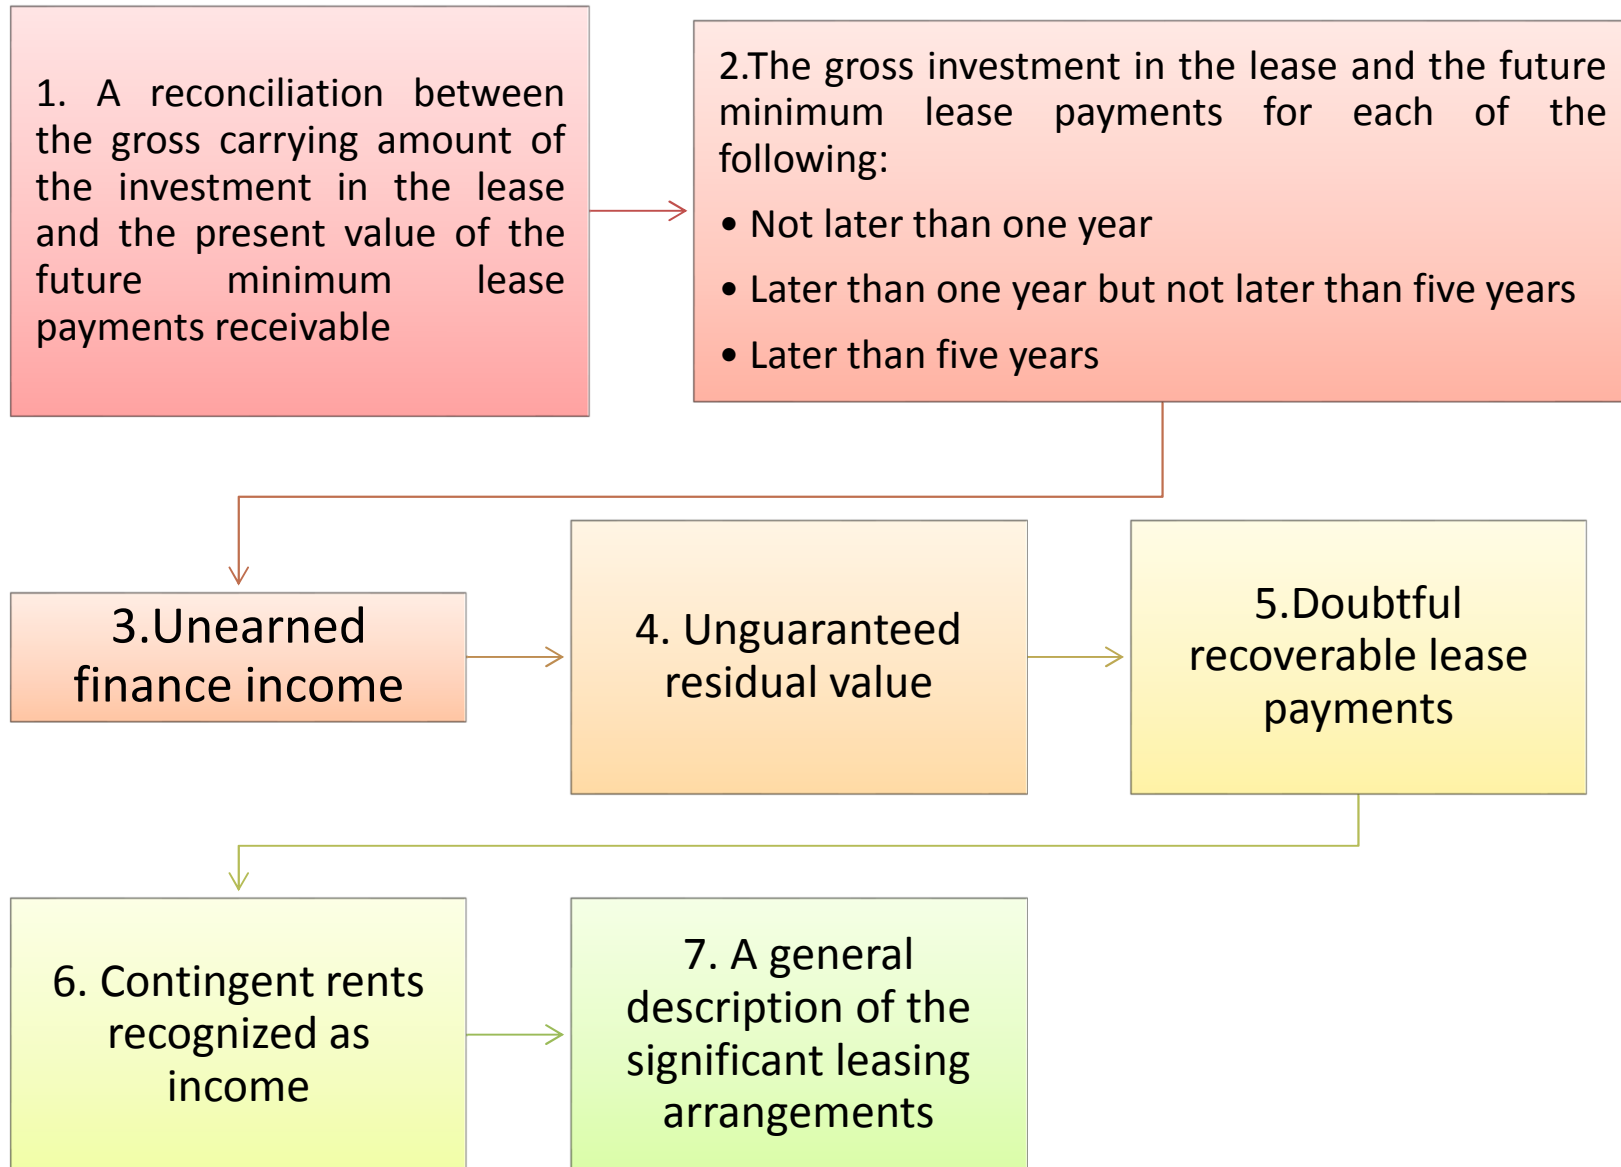 1. A reconciliation between
the gross carrying amount of
the investment in the lease
and the present value of the
future minimum lease
payments receivable
2.The gross investment in the lease and the future
minimum lease payments for each of the
following:
• Not later than one year
• Later than one year but not later than five years
• Later than five years
3.Unearned
finance income
4. Unguaranteed
residual value
5.Doubtful
recoverable lease
payments
6. Contingent rents
recognized as
income
7. A general
description of the
significant leasing
arrangements